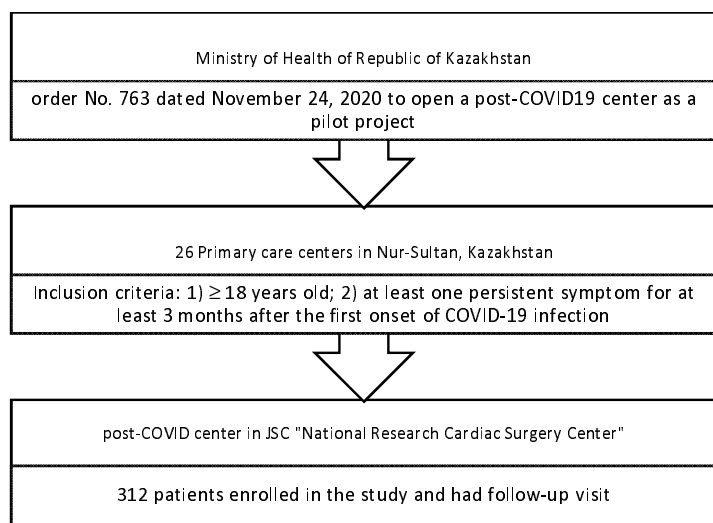 Ministry of Health of Republic of Kazakhstan
order No. 763 dated November 24, 2020 to open a post-COVID19 center as a
pilot project
26 Primary care centers in Nur-Sultan, Kazakhstan
Inclusion criteria: 1) ≥ 18 years old; 2) at least one persistent symptom for at
least 3 months after the first onset of COVID-19 infection
post-COVID center in JSC "National Research Cardiac Surgery Center"
312 patients enrolled in the study and had follow-up visit